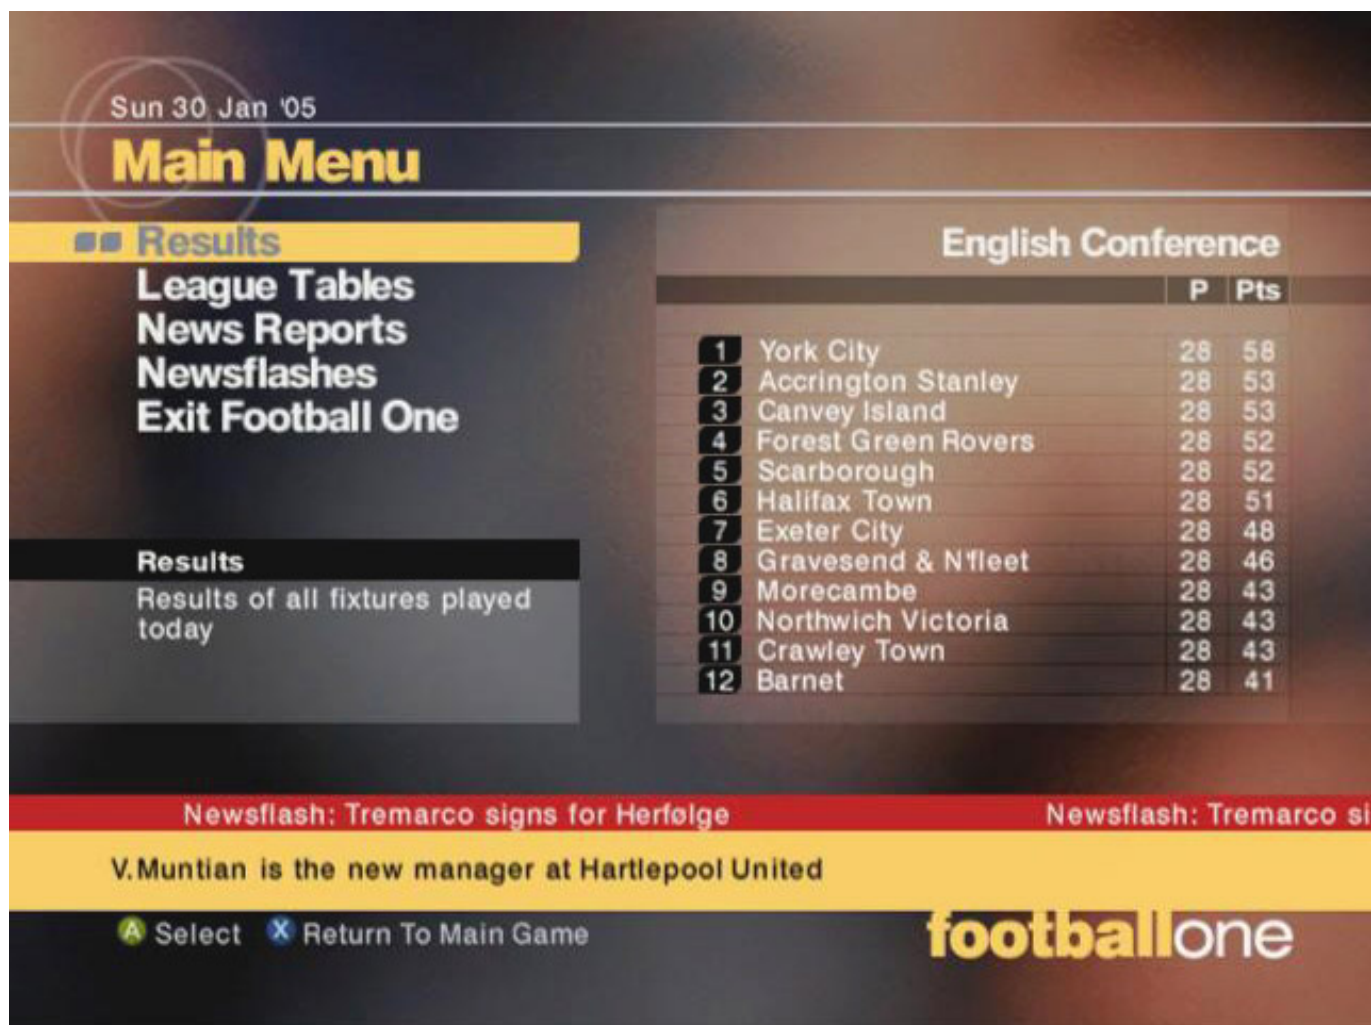 Sun 30 Jan '05
Main Menu
Results
League Tables
News Reports
Newsflashes
Exit Football One
Results
Results of all fixtures played
today
English Conference
P Pts
1 York City 28 58
2 Accrington Stanley 28 53
3 Canvey Island 28 53
4 Forest Green Rovers 28 52
5 Scarborough 28 52
6 Halifax Town 28 51
7 Exeter City 28 48
8 Gravesend & N'fleet 28 46
9 Morecambe 28 43
10 Northwich Victoria 28 43
11 Crawley Town 28 43
12 Barnet 28 41
Newsflash: Tremarco signs for Herfølge Newsflash: Tremarco si
V.Muntian is the new manager at Hartlepool United
A Select X Return To Main Game
footballone